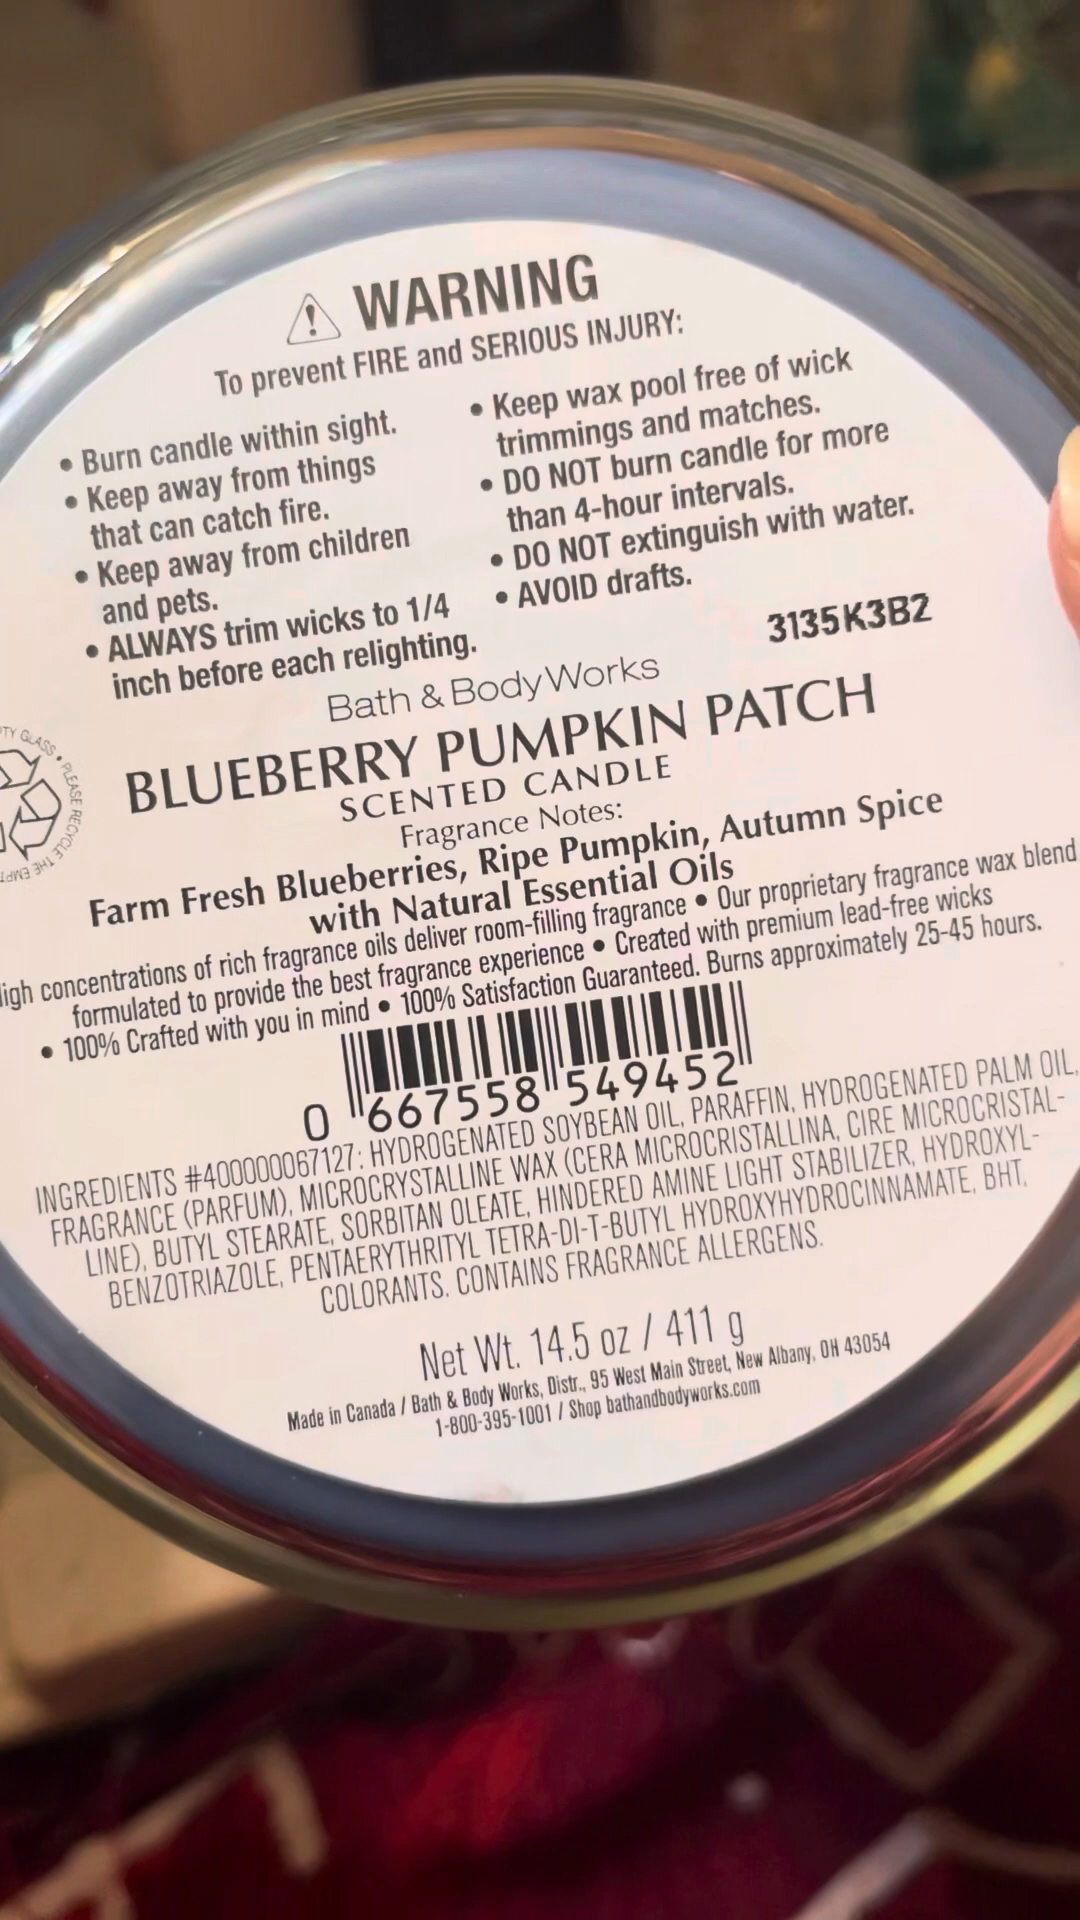 WARNING
To prevent FIRE and SERIOUS INJURY:
• Burn candle within sight.
• Keep away from things
that can catch fire.
• Keep away from children
and pets.
• ALWAYS trim wicks to 1/4
inch before each relighting.
• Keep wax pool free of wick
trimmings and matches.
• DO NOT burn candle for more
than 4-hour intervals.
• DO NOT extinguish with water.
• AVOID drafts.
3135K3B2
GLASS • PLEASE RECYCLE THE
Bath & Body Works
BLUEBERRY PUMPKIN PATCH
SCENTED CANDLE
Fragrance Notes:
Farm Fresh Blueberries, Ripe Pumpkin, Autumn Spice
with Natural Essential Oils
concentrations of rich fragrance oils deliver room-filling fragrance • Our proprietary fragrance wax blend
formulated to provide the best fragrance experience • Created with premium lead-free wicks
• 100% Crafted with you in mind • 100% Satisfaction Guaranteed. Burns approximately 25-45 hours.
0 667558 549452
INGREDIENTS #400000067127: HYDROGENATED SOYBEAN OIL, PARAFFIN, HYDROGENATED PALM OIL,
FRAGRANCE (PARFUM), MICROCRYSTALLINE WAX (CERA MICROCRISTALLINA, CIRE MICROCRISTAL-
LINE), BUTYL STEARATE, SORBITAN OLEATE, HINDERED AMINE LIGHT STABILIZER, HYDROXYL-
BENZOTRIAZOLE, PENTAERYTHRITYL TETRA-DI-T-BUTYL HYDROXYHYDROCINNAMATE, BHT,
COLORANTS. CONTAINS FRAGRANCE ALLERGENS.
Net Wt. 14.5 oz / 411 g
Made in Canada / Bath & Body Works, Distr., 95 West Main Street, New Albany, OH 43054
1-800-395-1001 / Shop bathandbodyworks.com